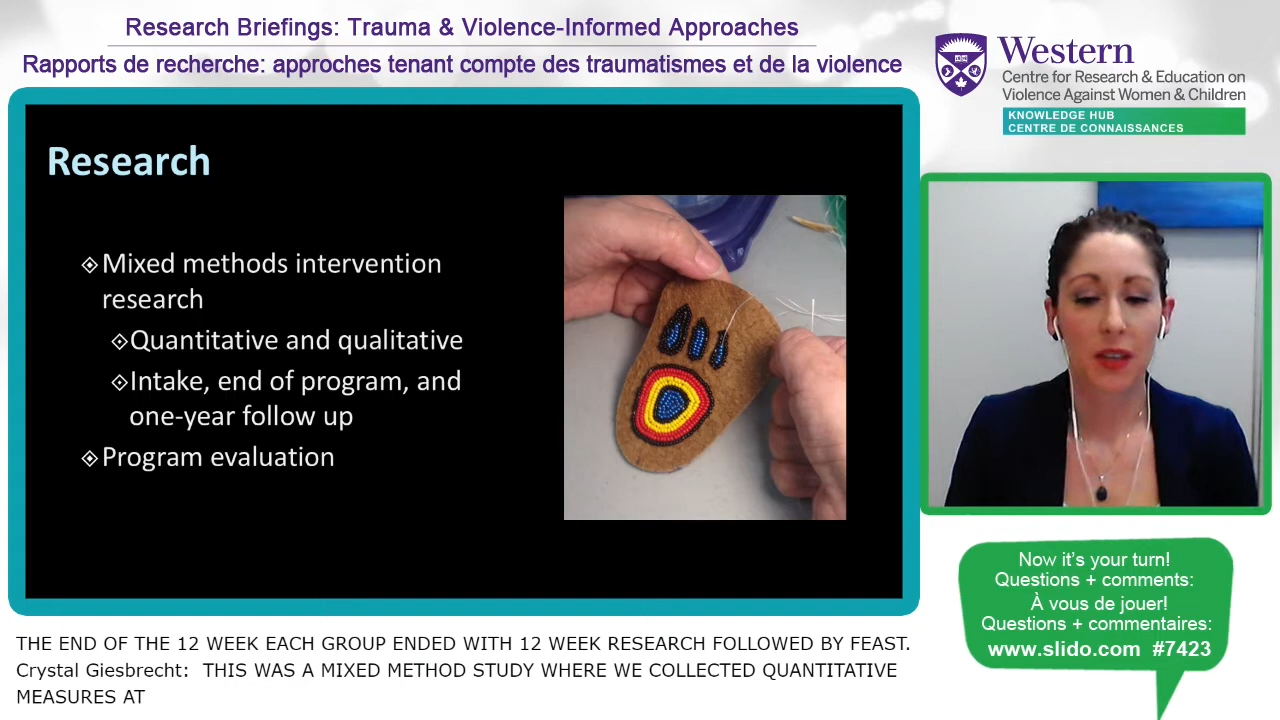 Research Briefings: Trauma & Violence-Informed Approaches
Rapports de recherche: approches tenant compte des traumatismes et de la violence
Western
Centre for Research & Education on
Violence Against Women & Children
KNOWLEDGE HUB
CENTRE DE CONNAISSANCES
Research
Mixed methods intervention
research
Quantitative and qualitative
Intake, end of program, and
one-year follow up
Program evaluation
Now it's your turn!
Questions + comments:
À vous de jouer!
Questions + commentaires:
www.slido.com #7423
THE END OF THE 12 WEEK EACH GROUP ENDED WITH 12 WEEK RESEARCH FOLLOWED BY FEAST.
Crystal Giesbrecht: THIS WAS A MIXED METHOD STUDY WHERE WE COLLECTED QUANTITATIVE
MEASURES AT